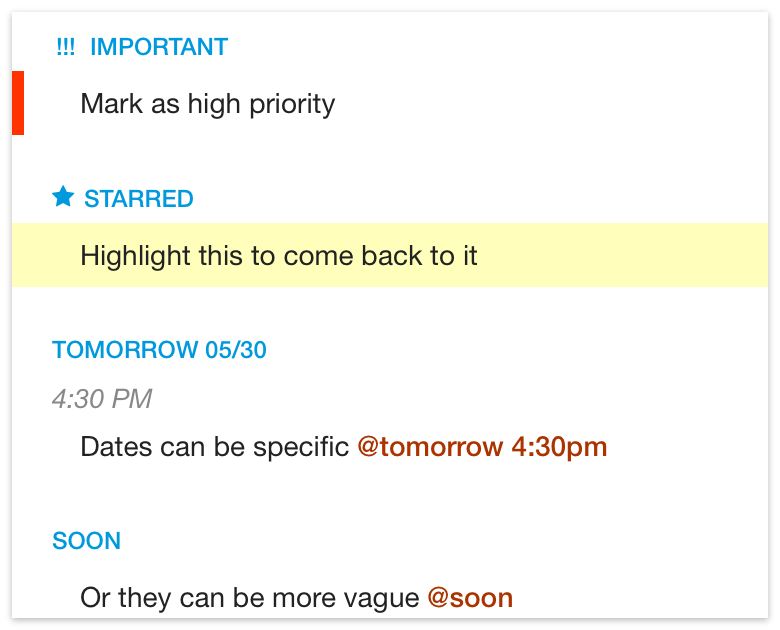 !!! IMPORTANT
Mark as high priority
STARRED
Highlight this to come back to it
TOMORROW 05/30
4:30 PM
Dates can be specific @tomorrow 4:30pm
SOON
Or they can be more vague @soon